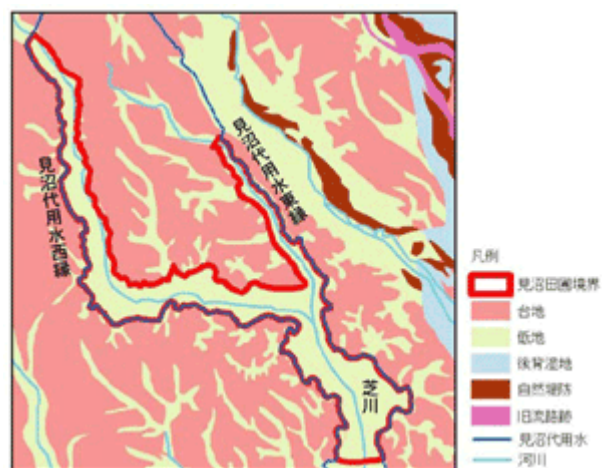 見沼代用水西縁
見沼代用水東縁
芝川
凡例
見沼田圃境界
台地
低地
後背湿地
自然堤防
旧流路跡
見沼代用水
河川